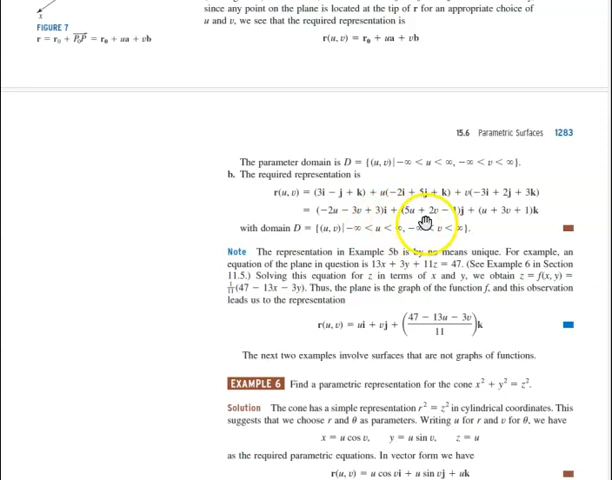 since any point on the plane is located at the tip of r for an appropriate choice of
u and v, we see that the required representation is
x
FIGURE 7
r = r₀ + P₀P = r₀ + ua + vb
r(u, v) = r₀ + ua + vb
15.6 Parametric Surfaces 1283
The parameter domain is D = {(u, v)|−∞ < u < ∞, −∞ < v < ∞}.
b. The required representation is
r(u, v) = (3i − j + k) + u(−2i + 5j + k) + v(−3i + 2j + 3k)
= (−2u − 3v + 3)i + (5u + 2v − 1)j + (u + 3v + 1)k
with domain D = {(u, v)|−∞ < u < ∞, −∞ < v < ∞}.
Note The representation in Example 5b is by no means unique. For example, an
equation of the plane in question is 13x + 3y + 11z = 47. (See Example 6 in Section
11.5.) Solving this equation for z in terms of x and y, we obtain z = f(x, y) =
1/11(47 − 13x − 3y). Thus, the plane is the graph of the function f, and this observation
leads us to the representation
r(u, v) = ui + vj + ((47 − 13u − 3v)/11)k
The next two examples involve surfaces that are not graphs of functions.
EXAMPLE 6 Find a parametric representation for the cone x² + y² = z².
Solution The cone has a simple representation r² = z² in cylindrical coordinates. This
suggests that we choose r and θ as parameters. Writing u for r and v for θ, we have
x = u cos v, y = u sin v, z = u
as the required parametric equations. In vector form we have
r(u, v) = u cos vi + u sin vj + uk